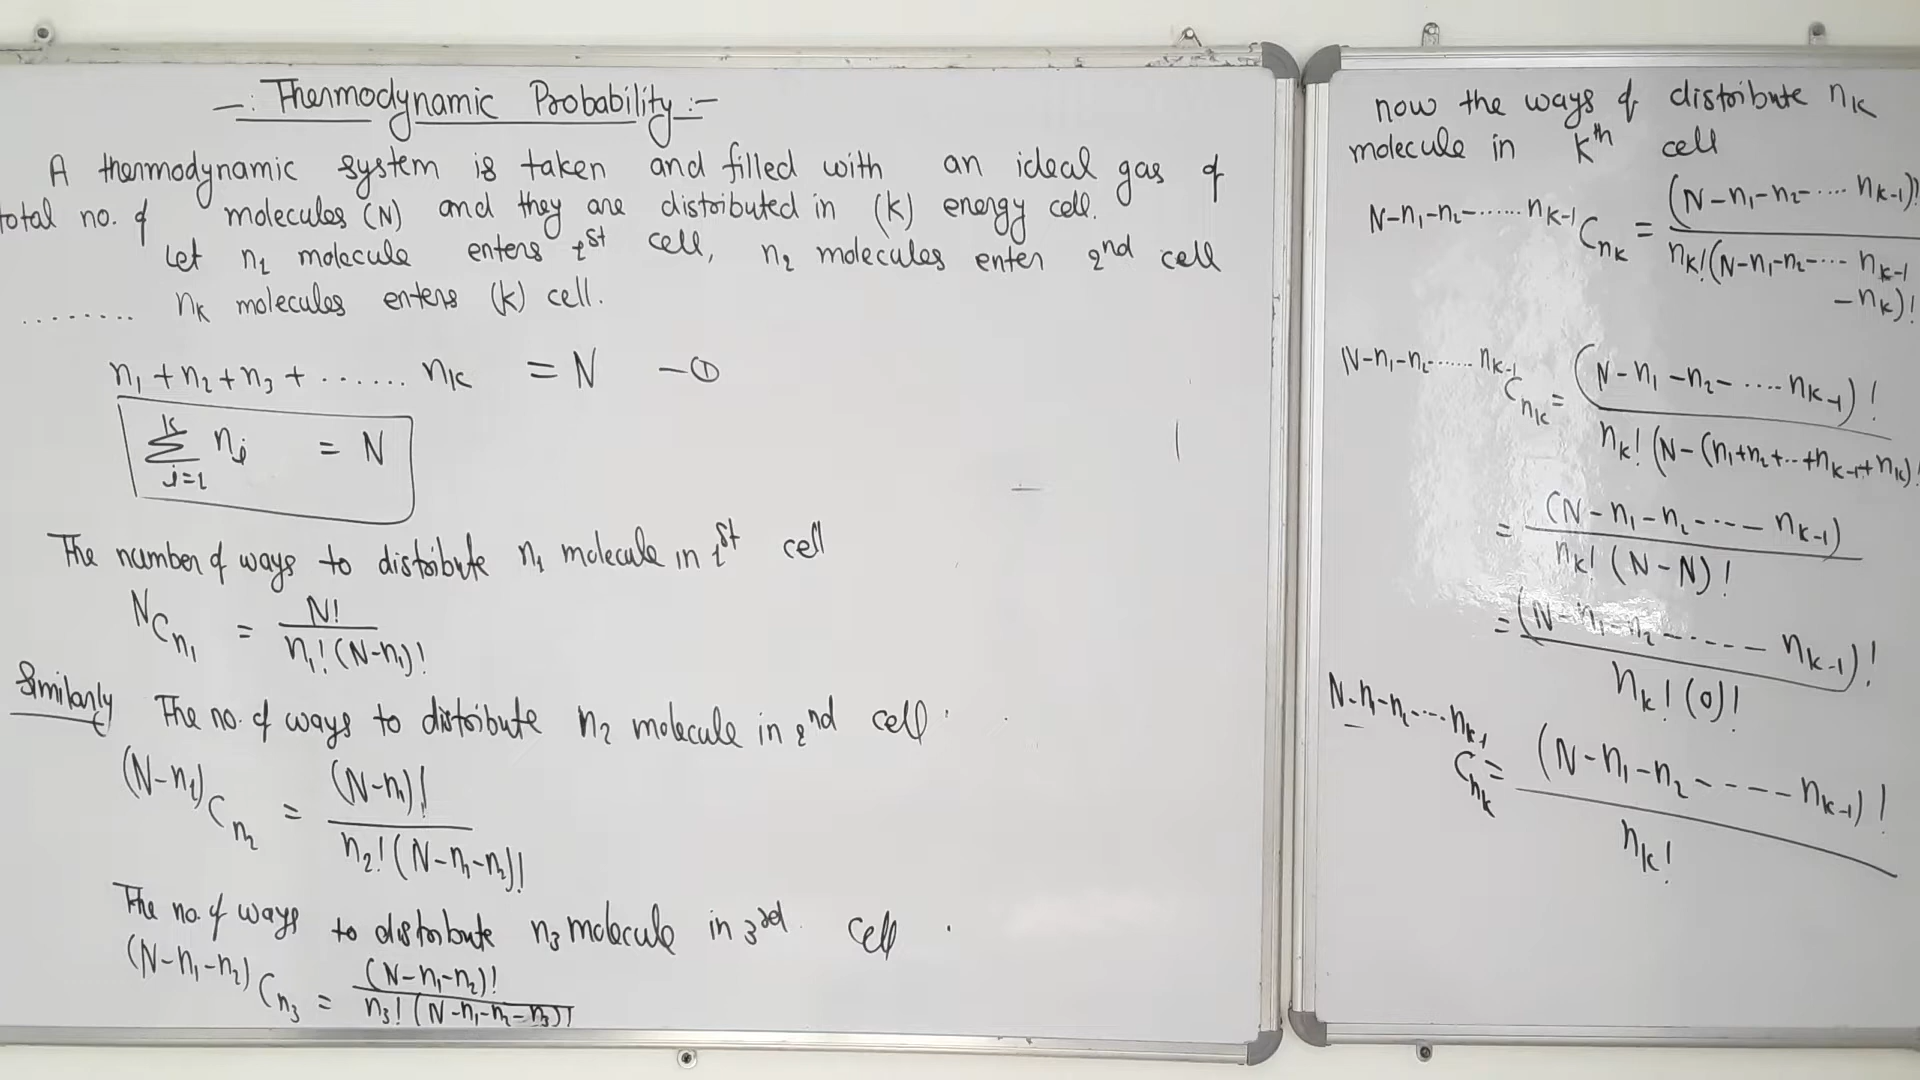 -: Thermodynamic Probability :-
A thermodynamic system is taken and filled with an ideal gas of
total no. of molecules (N) and they are distributed in (k) energy cell.
Let n₁ molecule enters 1st cell, n₂ molecules enter 2nd cell
........ nₖ molecules enters (k) cell.
n₁ + n₂ + n₃ + ...... nₖ = N -①
k
Σ nᵢ = N
i=1
The number of ways to distribute n₁ molecule in 1st cell
ᴺCₙ₁ = N! / n₁!(N-n₁)!
Similarly The no. of ways to distribute n₂ molecule in 2nd cell.
(N-n₁)Cₙ₂ = (N-n₁)! / n₂!(N-n₁-n₂)!
The no. of ways to distribute n₃ molecule in 3rd cell.
(N-n₁-n₂)Cₙ₃ = (N-n₁-n₂)! / n₃!(N-n₁-n₂-n₃)!
now the ways of distribute nₖ
molecule in kth cell
N-n₁-n₂-......nₖ₋₁Cₙₖ = (N-n₁-n₂-....nₖ₋₁)! / nₖ!(N-n₁-n₂-....nₖ₋₁-nₖ)!
N-n₁-n₂......nₖ₋₁Cₙₖ = (N-n₁-n₂-....nₖ₋₁)! / nₖ!(N-(n₁+n₂+..+nₖ₋₁+nₖ)!
= (N-n₁-n₂----- nₖ₋₁) / nₖ!(N-N)!
= (N-n₁-n₂----- nₖ₋₁)! / nₖ!(0)!
N-n₁-n₂-...nₖ₋₁Cₙₖ = (N-n₁-n₂-----nₖ₋₁)! / nₖ!